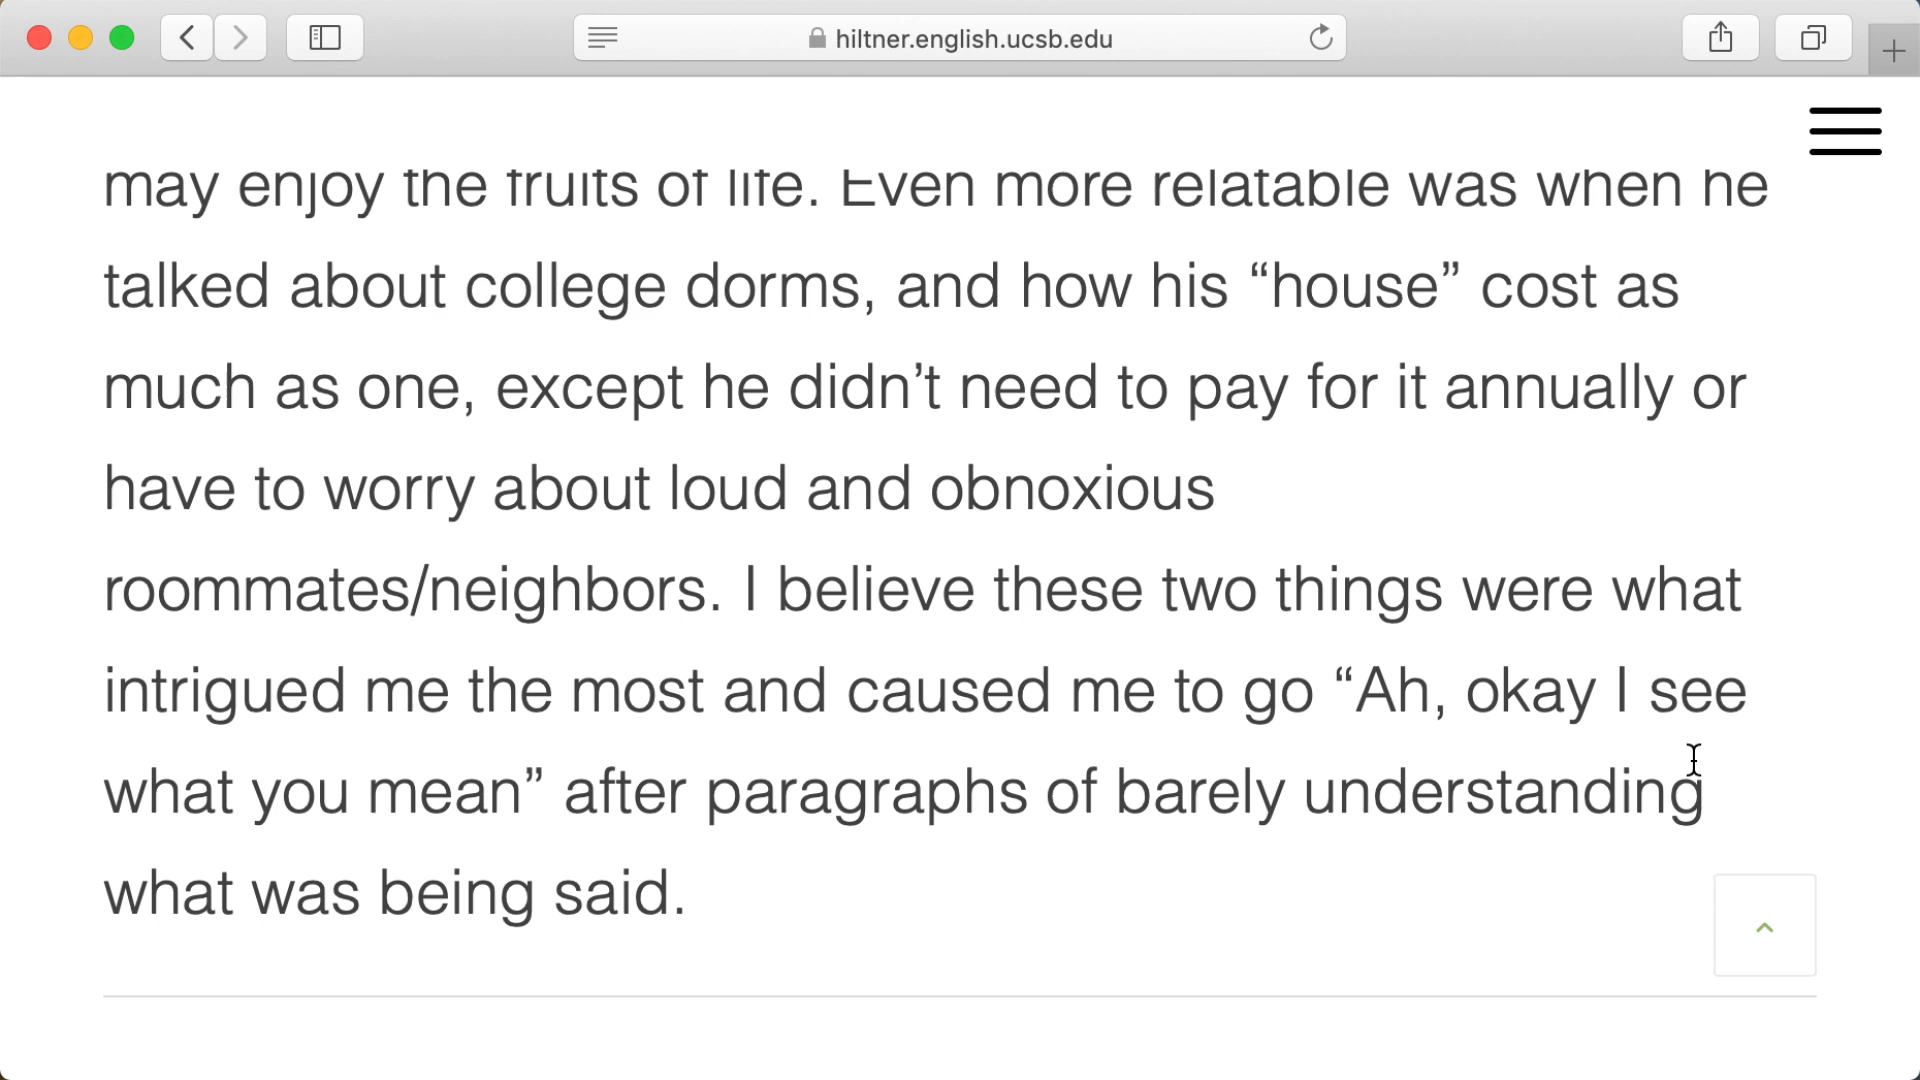 hiltner.english.ucsb.edu
may enjoy the fruits of life. Even more relatable was when he
talked about college dorms, and how his “house” cost as
much as one, except he didn’t need to pay for it annually or
have to worry about loud and obnoxious
roommates/neighbors. I believe these two things were what
intrigued me the most and caused me to go “Ah, okay I see
what you mean” after paragraphs of barely understanding
what was being said.